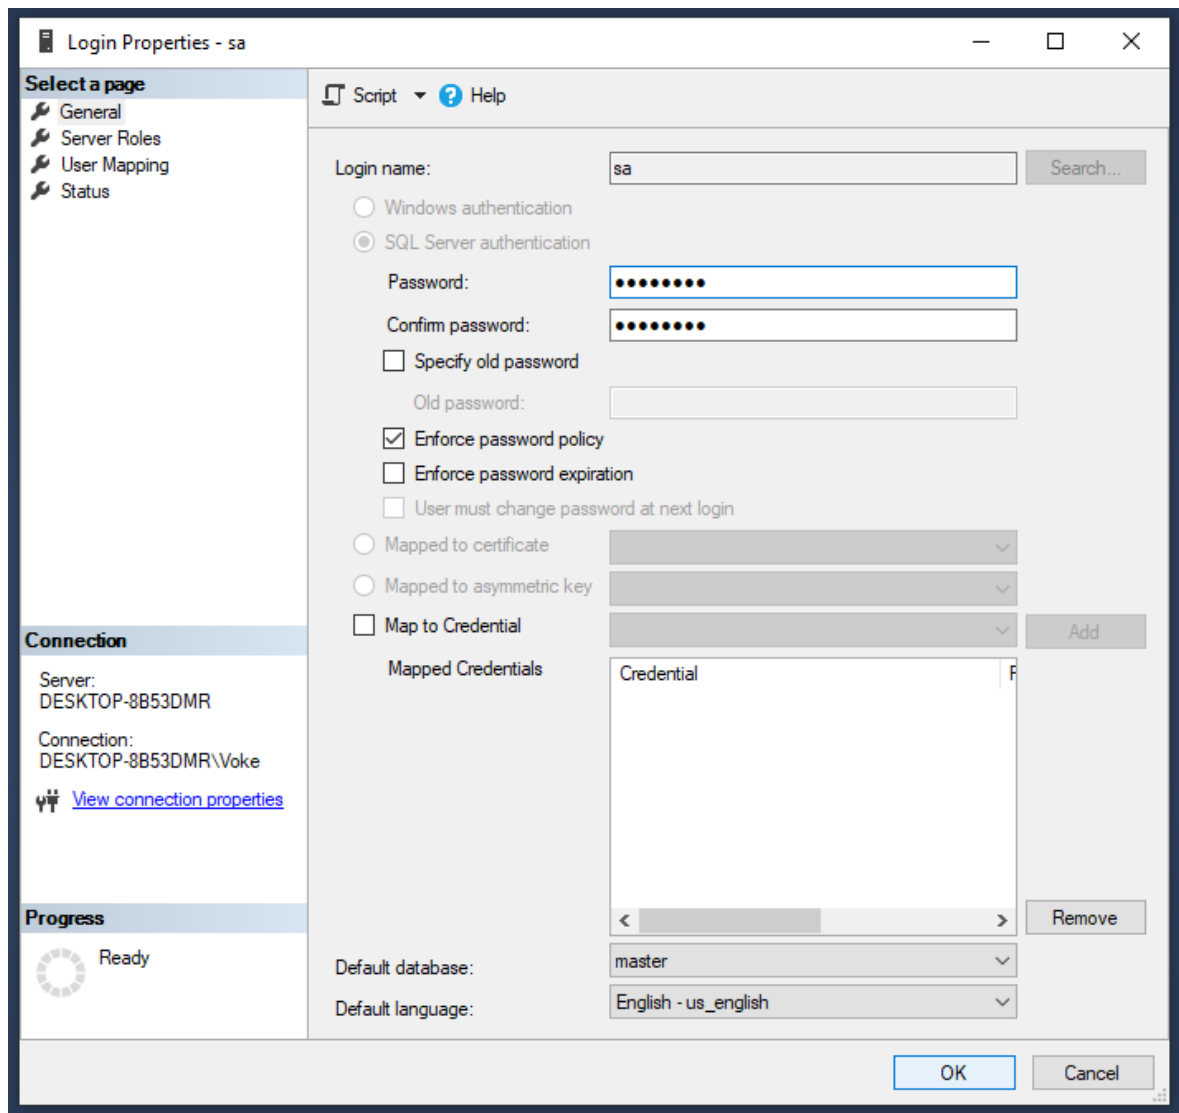 Login Properties - sa
Select a page
General
Server Roles
User Mapping
Status
Connection
Server:
DESKTOP-8B53DMR
Connection:
DESKTOP-8B53DMR\Voke
View connection properties
Progress
Ready
Script
Help
Login name:
sa
Search...
Windows authentication
SQL Server authentication
Password:
●●●●●●●●
Confirm password:
●●●●●●●●
Specify old password
Old password:
Enforce password policy
Enforce password expiration
User must change password at next login
Mapped to certificate
Mapped to asymmetric key
Map to Credential
Add
Mapped Credentials
Credential
Remove
Default database:
master
Default language:
English - us_english
OK
Cancel